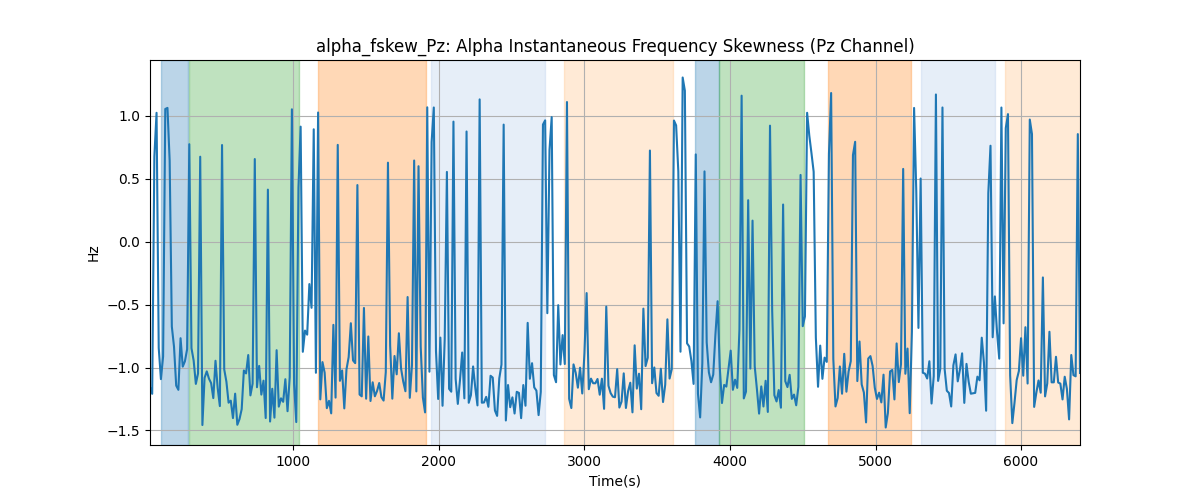 alpha_fskew_Pz: Alpha Instantaneous Frequency Skewness (Pz Channel)
Hz
1.0
0.5
0.0
−0.5
−1.0
−1.5
1000 2000 3000 4000 5000 6000
Time(s)